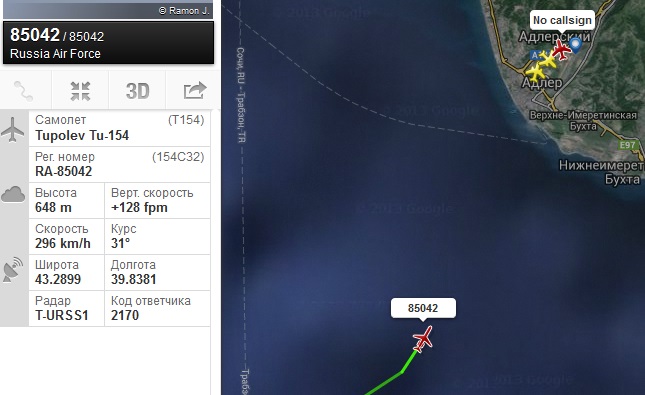 © Ramon J.
85042 / 85042
Russia Air Force
3D
Самолет (T154)
Tupolev Tu-154
Рег. номер (154C32)
RA-85042
Высота Верт. скорость
648 m +128 fpm
Скорость Курс
296 km/h 31°
Широта Долгота
43.2899 39.8381
Радар Код ответчика
T-URSS1 2170
©2013 Google
No callsign
Адлерский
Адлер
Сочи, RU - Трабзон, TR
Верхне-Имеретинская
Бухта
E97
Нижнеимерет
Бухта
© 2013 Google
85042
Трабз
© 2013 Google